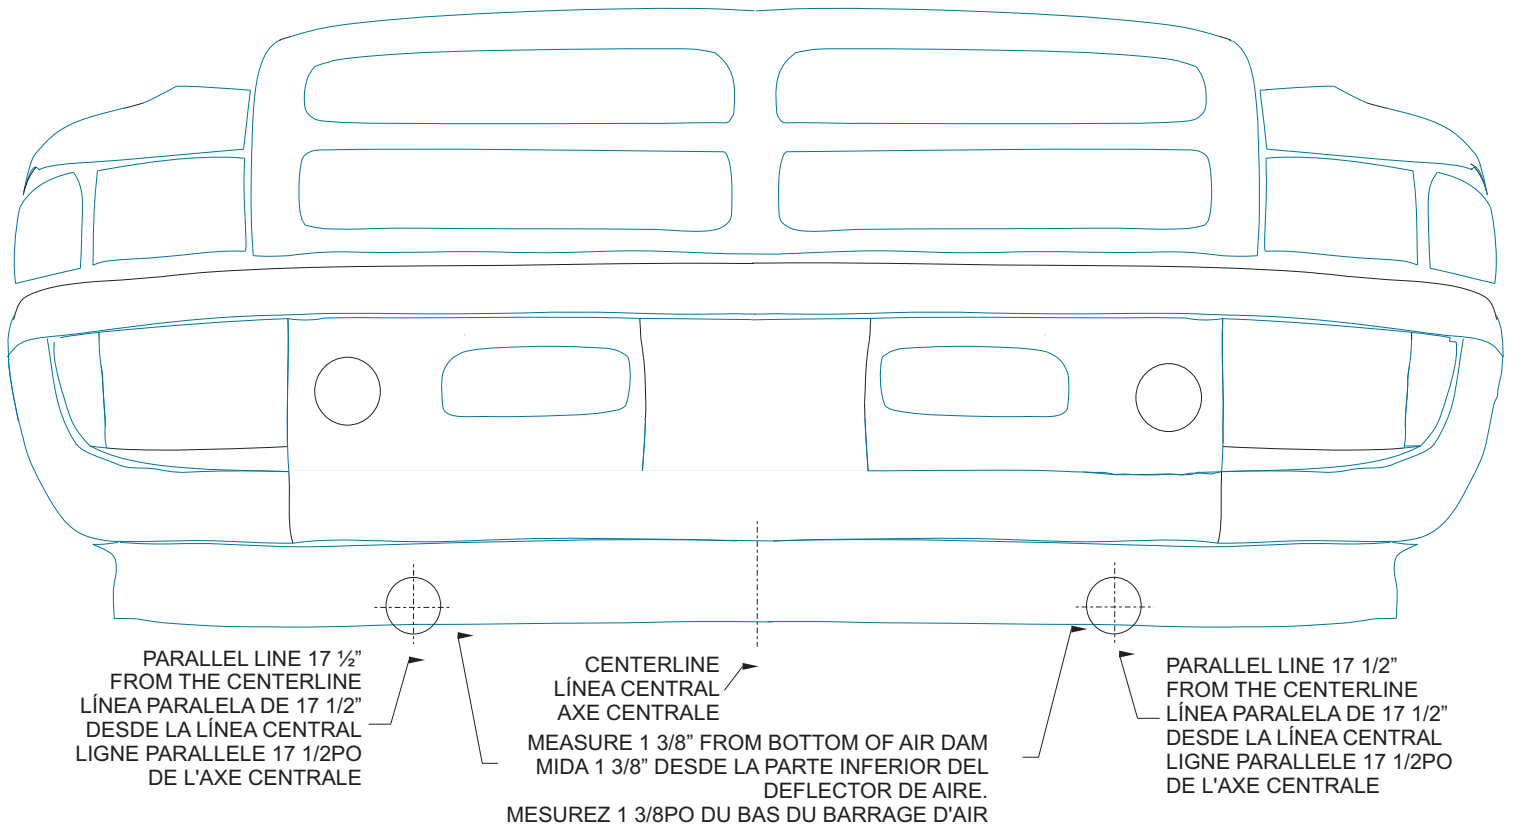 PARALLEL LINE 17 ½”
FROM THE CENTERLINE
LÍNEA PARALELA DE 17 1/2”
DESDE LA LÍNEA CENTRAL
LIGNE PARALLELE 17 1/2PO
DE L'AXE CENTRALE
CENTERLINE
LÍNEA CENTRAL
AXE CENTRALE
MEASURE 1 3/8” FROM BOTTOM OF AIR DAM
MIDA 1 3/8” DESDE LA PARTE INFERIOR DEL
DEFLECTOR DE AIRE.
MESUREZ 1 3/8PO DU BAS DU BARRAGE D'AIR
PARALLEL LINE 17 1/2”
FROM THE CENTERLINE
LÍNEA PARALELA DE 17 1/2”
DESDE LA LÍNEA CENTRAL
LIGNE PARALLELE 17 1/2PO
DE L'AXE CENTRALE